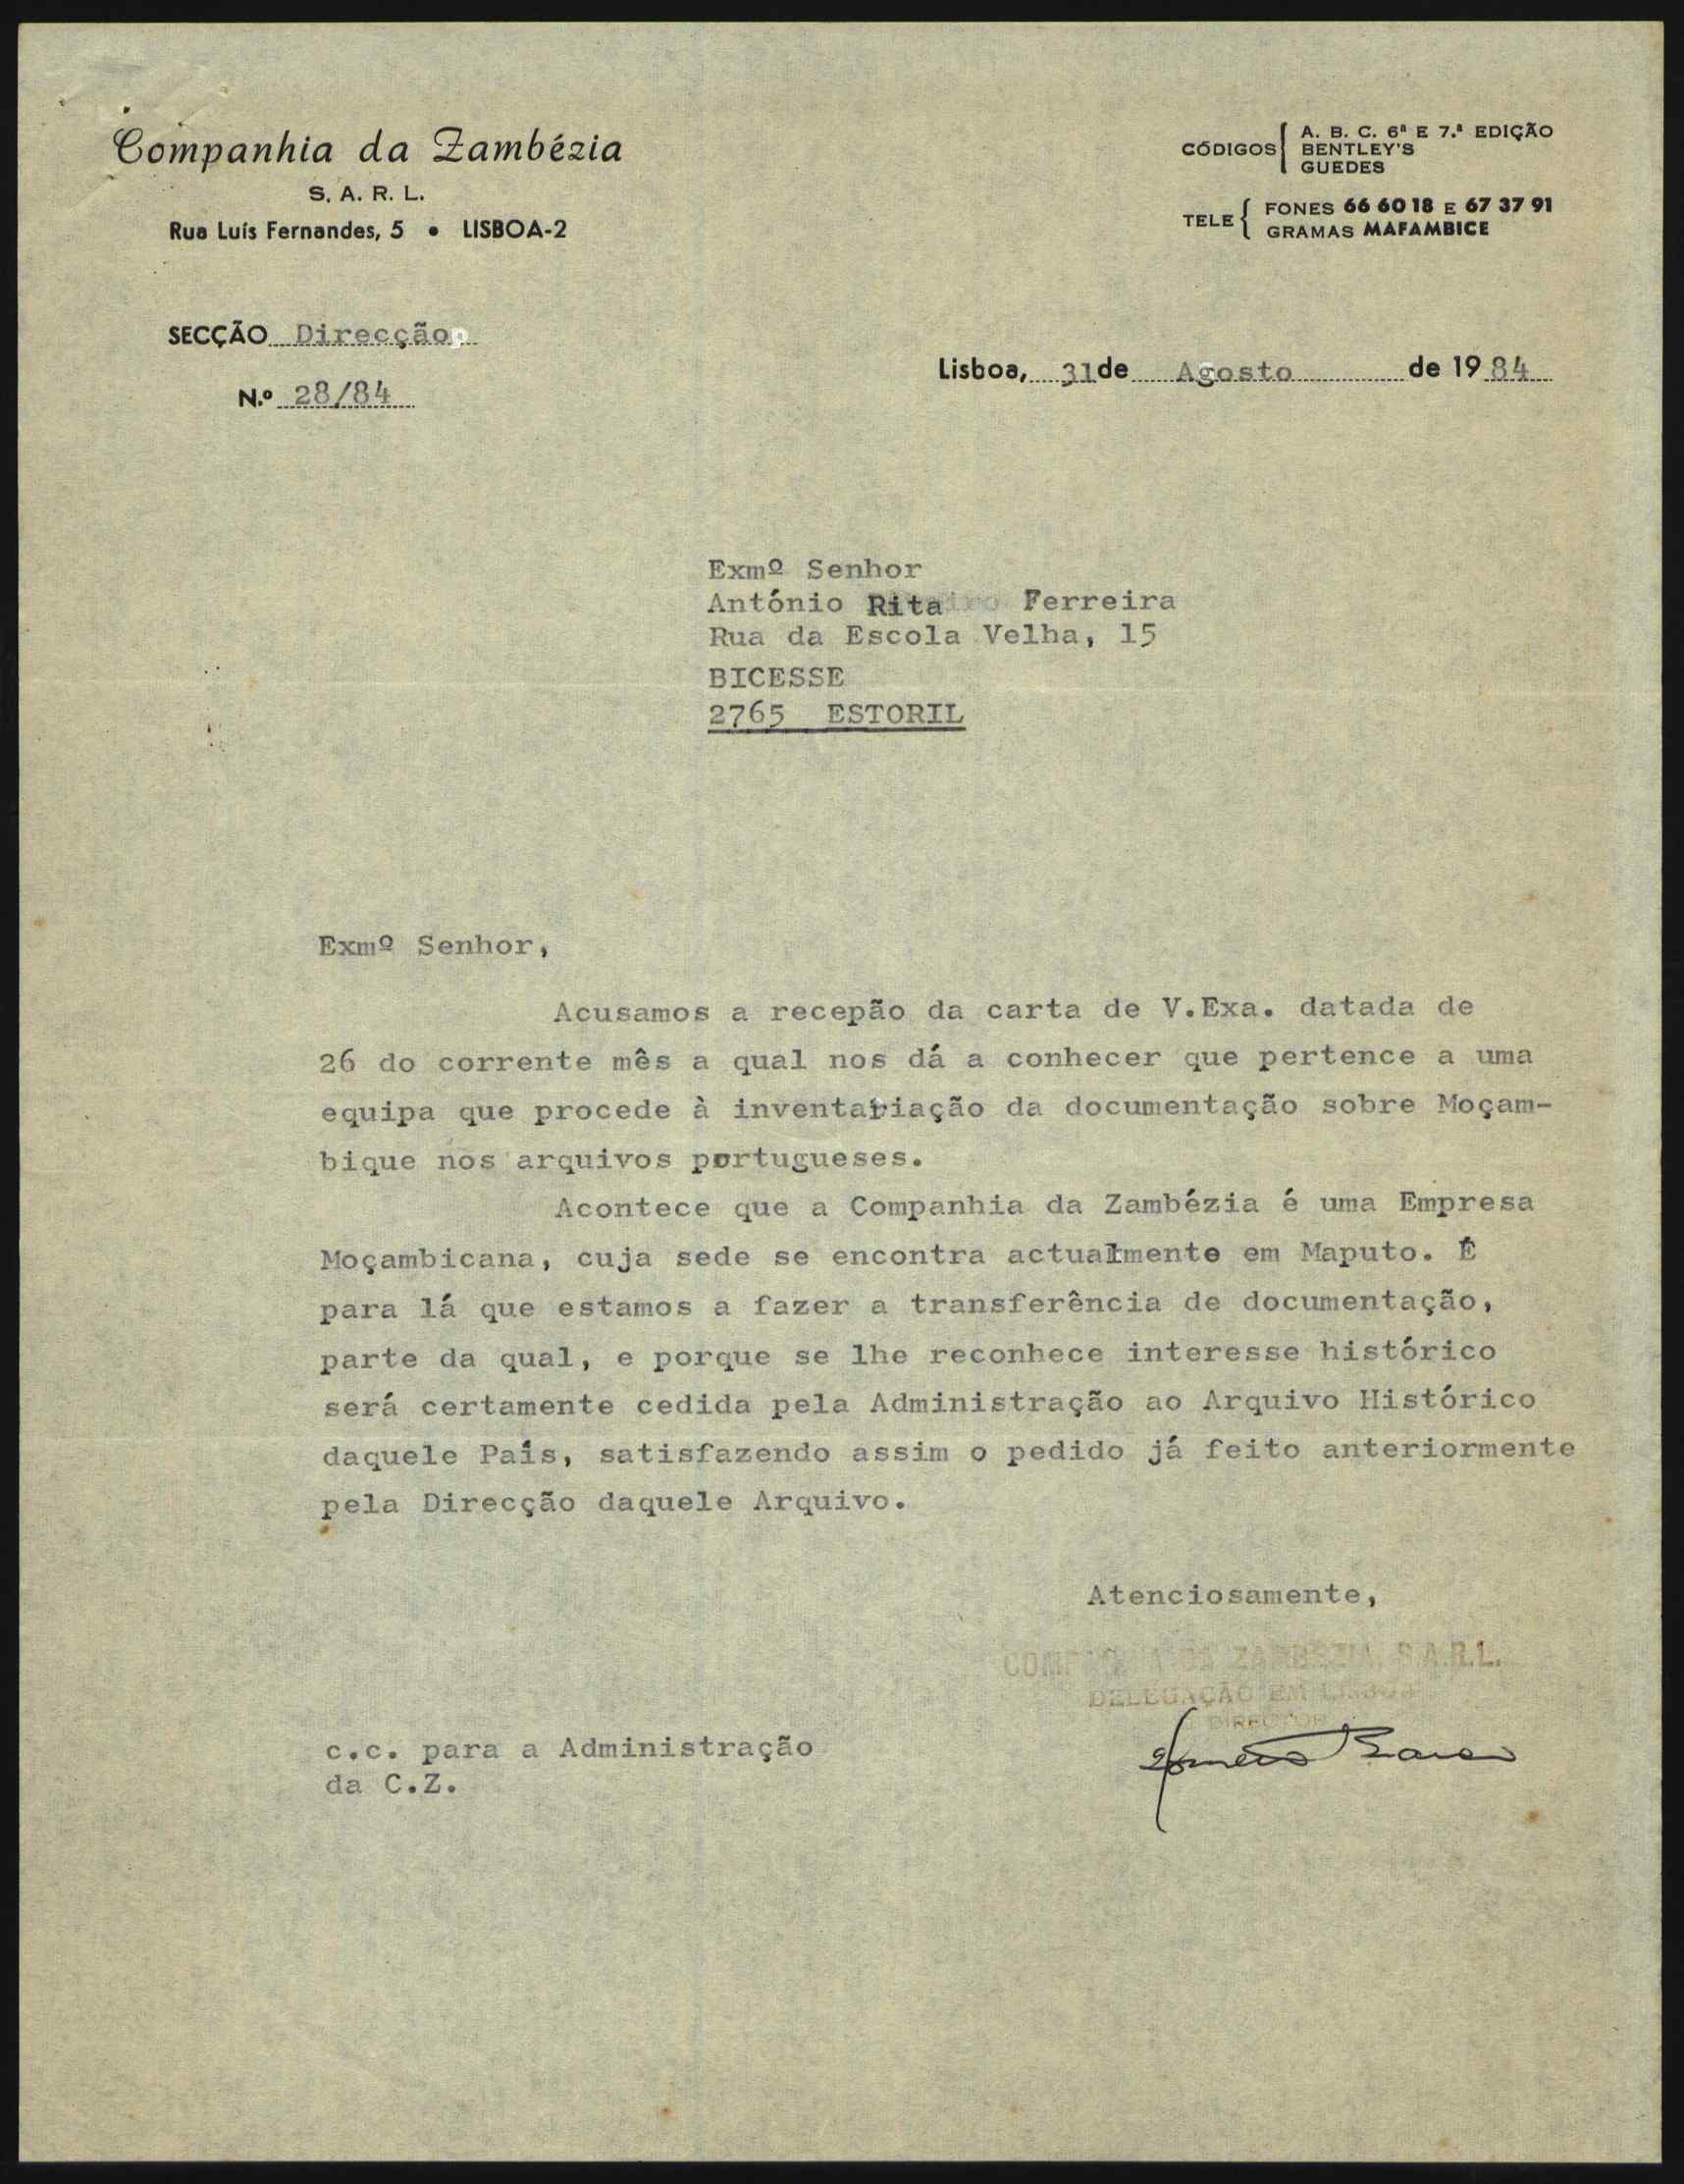 Companhia da Zambézia
S. A. R. L.
Rua Luís Fernandes, 5 • LISBOA-2
CÓDIGOS { A. B. C. 6ª E 7.ª EDIÇÃO
BENTLEY'S
GUEDES
TELE { FONES 66 60 18 E 67 37 91
GRAMAS MAFAMBICE
SECÇÃO Direcção
N.º 28/84
Lisboa, 31 de Agosto de 1984
Exmº Senhor
António Rita Ferreira
Rua da Escola Velha, 15
BICESSE
2765 ESTORIL
Exmº Senhor,
Acusamos a recepão da carta de V.Exa. datada de
26 do corrente mês a qual nos dá a conhecer que pertence a uma
equipa que procede à inventariação da documentação sobre Moçam-
bique nos arquivos portugueses.
Acontece que a Companhia da Zambézia é uma Empresa
Moçambicana, cuja sede se encontra actualmente em Maputo. É
para lá que estamos a fazer a transferência de documentação,
parte da qual, e porque se lhe reconhece interesse histórico
será certamente cedida pela Administração ao Arquivo Histórico
daquele País, satisfazendo assim o pedido já feito anteriormente
pela Direcção daquele Arquivo.
Atenciosamente,
COMPANHIA DA ZAMBÉZIA, S.A.R.L.
DELEGAÇÃO EM LISBOA
DIRECTOR
c.c. para a Administração
da C.Z.